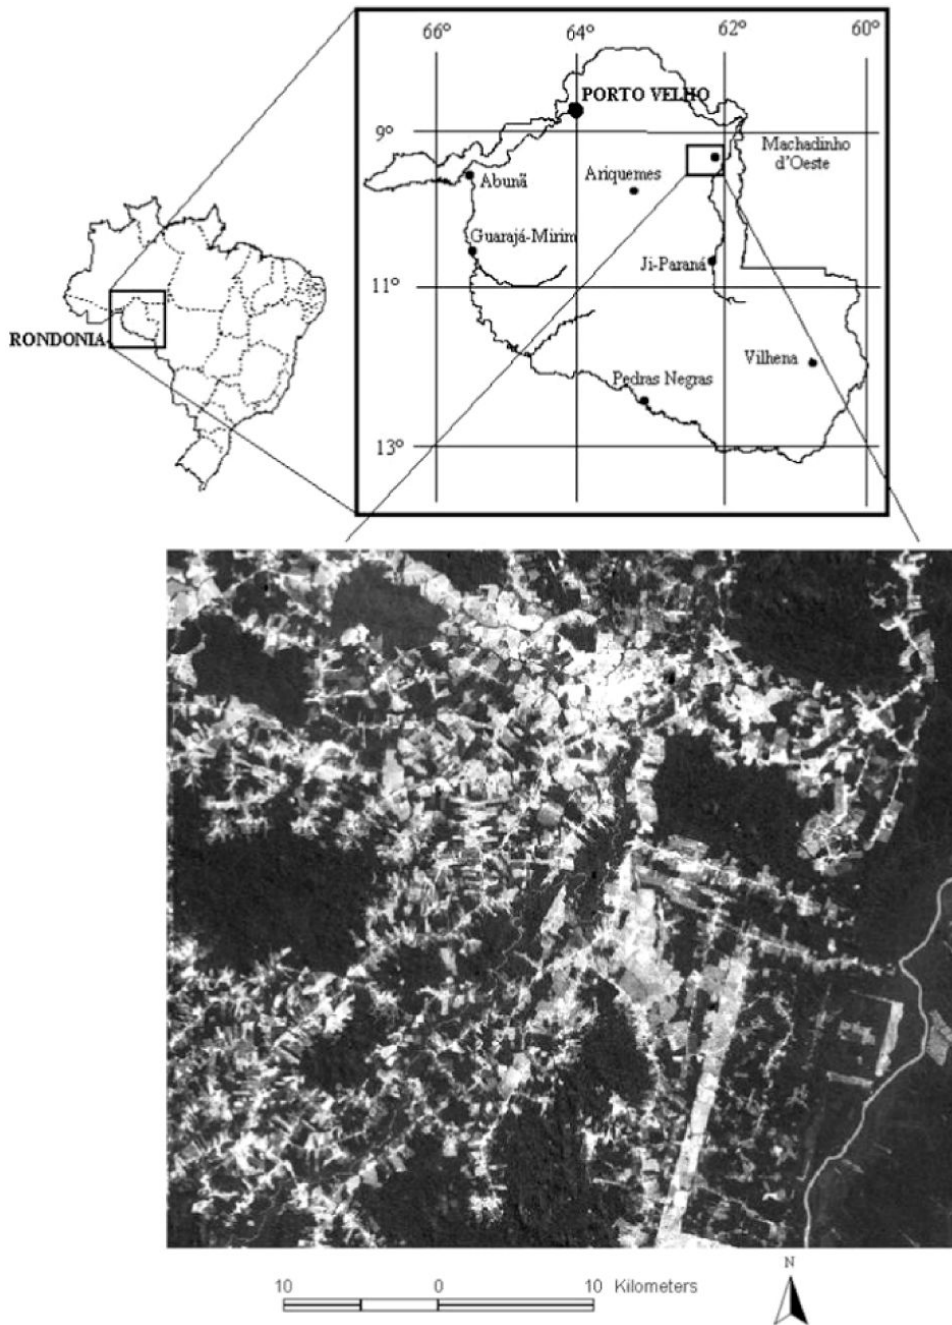 66° 64° 62° 60°
PORTO VELHO
9°
Machadinho
d'Oeste
Abunã
Ariquemes
Guarajá-Mirim
Ji-Paraná
11°
RONDONIA
Vilhena
Pedras Negras
13°
N
10 0 10 Kilometers